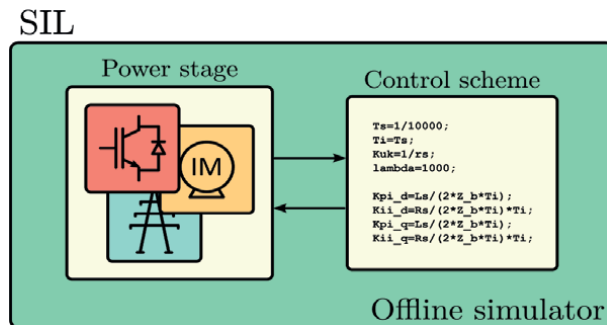 SIL
Power stage
IM
Control scheme
Ts=1/10000;
Ti=Ts;
Kuk=1/rs;
lambda=1000;
Kpi_d=Ls/(2*Z_b*Ti);
Kii_d=Rs/(2*Z_b*Ti)*Ti;
Kpi_q=Ls/(2*Z_b*Ti);
Kii_q=Rs/(2*Z_b*Ti)*Ti;
Offline simulator